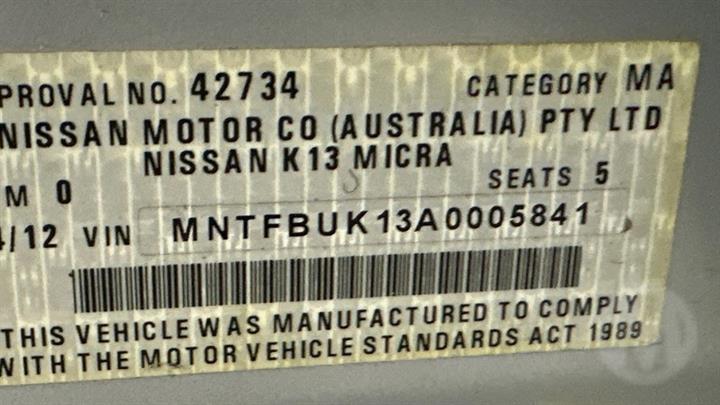 PROVAL NO. 42734 CATEGORY MA
NISSAN MOTOR CO (AUSTRALIA) PTY LTD
NISSAN K13 MICRA
M 0 SEATS 5
/12 VIN MNTFBUK13A0005841
THIS VEHICLE WAS MANUFACTURED TO COMPLY
WITH THE MOTOR VEHICLE STANDARDS ACT 1989